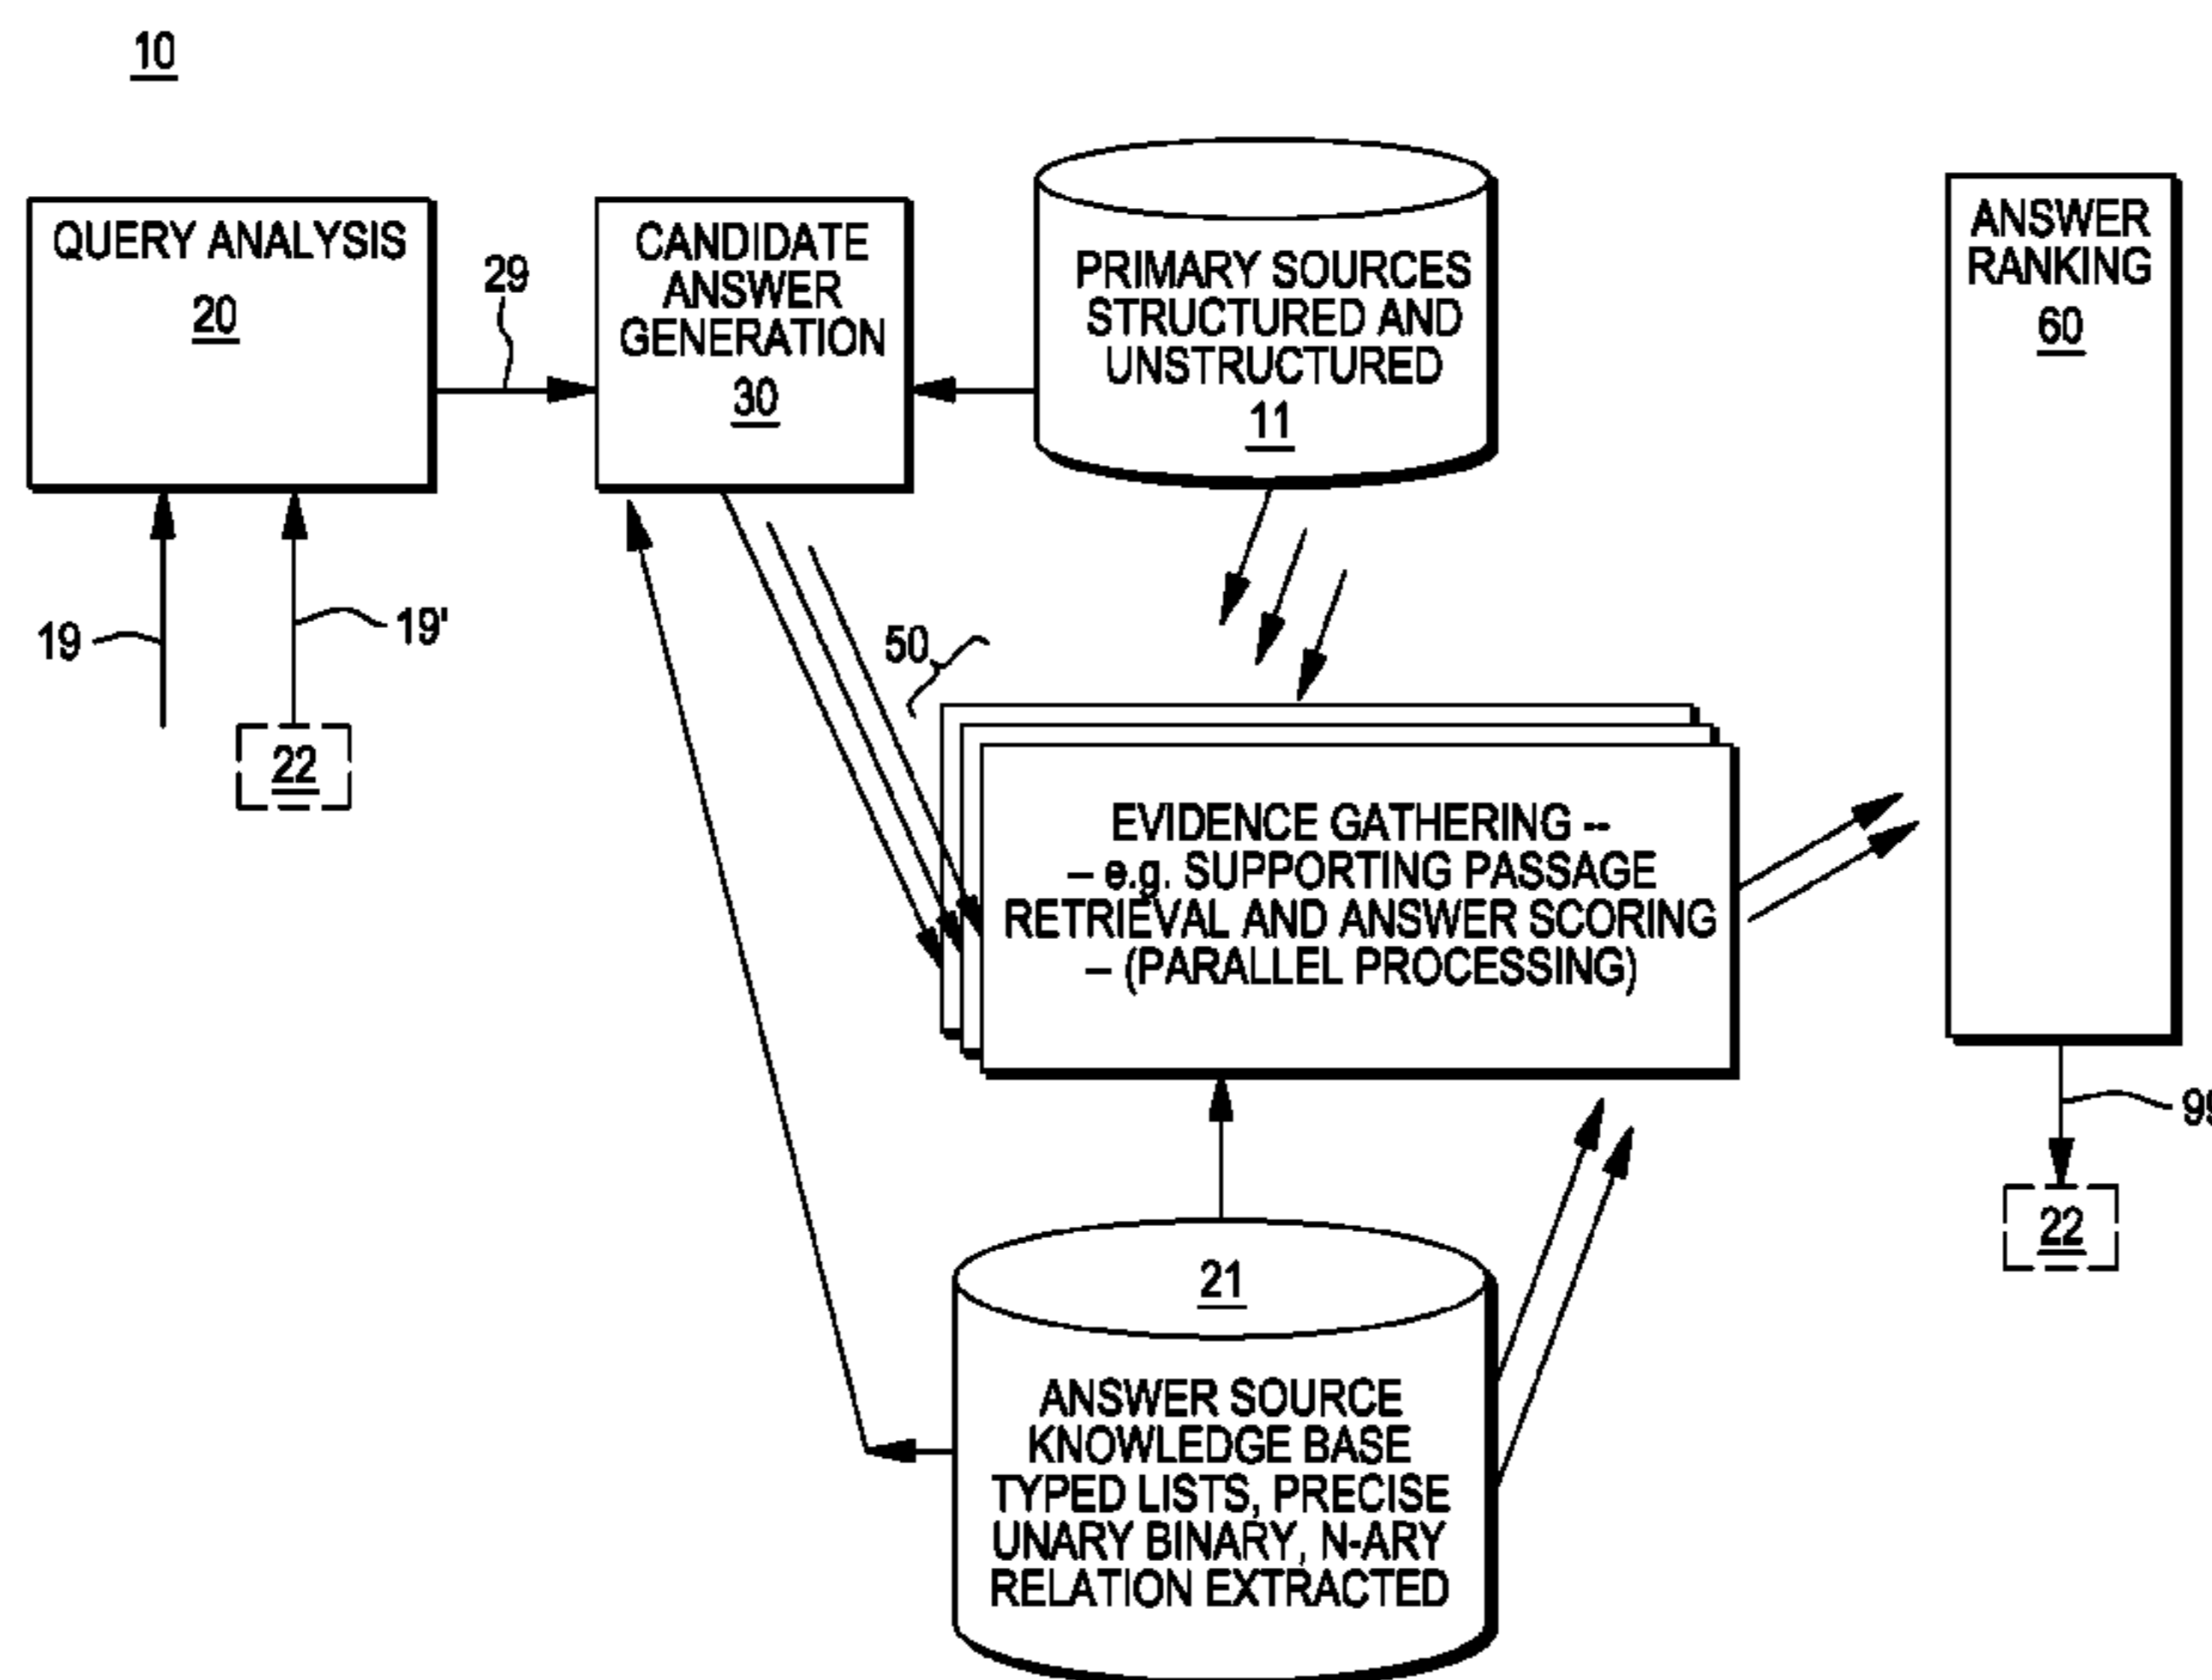 10
QUERY ANALYSIS
20
29
CANDIDATE
ANSWER
GENERATION
30
PRIMARY SOURCES
STRUCTURED AND
UNSTRUCTURED
11
ANSWER
RANKING
60
19
19'
22
50
EVIDENCE GATHERING --
– e.g. SUPPORTING PASSAGE
RETRIEVAL AND ANSWER SCORING
– (PARALLEL PROCESSING)
99
22
21
ANSWER SOURCE
KNOWLEDGE BASE
TYPED LISTS, PRECISE
UNARY BINARY, N-ARY
RELATION EXTRACTED